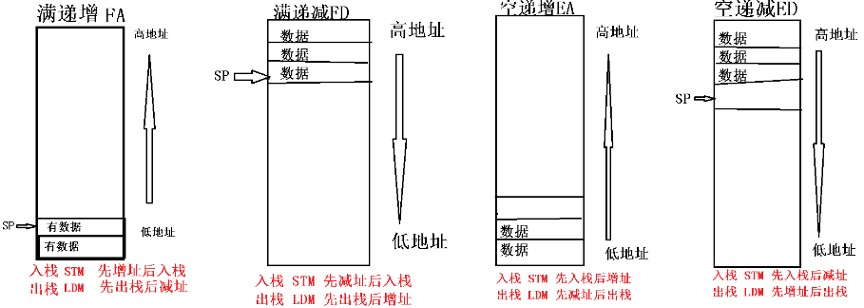 满递增 FA
高地址
SP
有数据
有数据
低地址
入栈 STM 先增址后入栈
出栈 LDM 先出栈后减址
满递减FD
数据
数据
数据
SP
高地址
低地址
入栈 STM 先减址后入栈
出栈 LDM 先出栈后增址
空递增EA
高地址
数据
数据
低地址
入栈 STM 先入栈后增址
出栈 LDM 先减址后出栈
空递减ED
数据
数据
数据
SP
高地址
低地址
入栈 STM 先入栈后减址
出栈 LDM 先增址后出栈